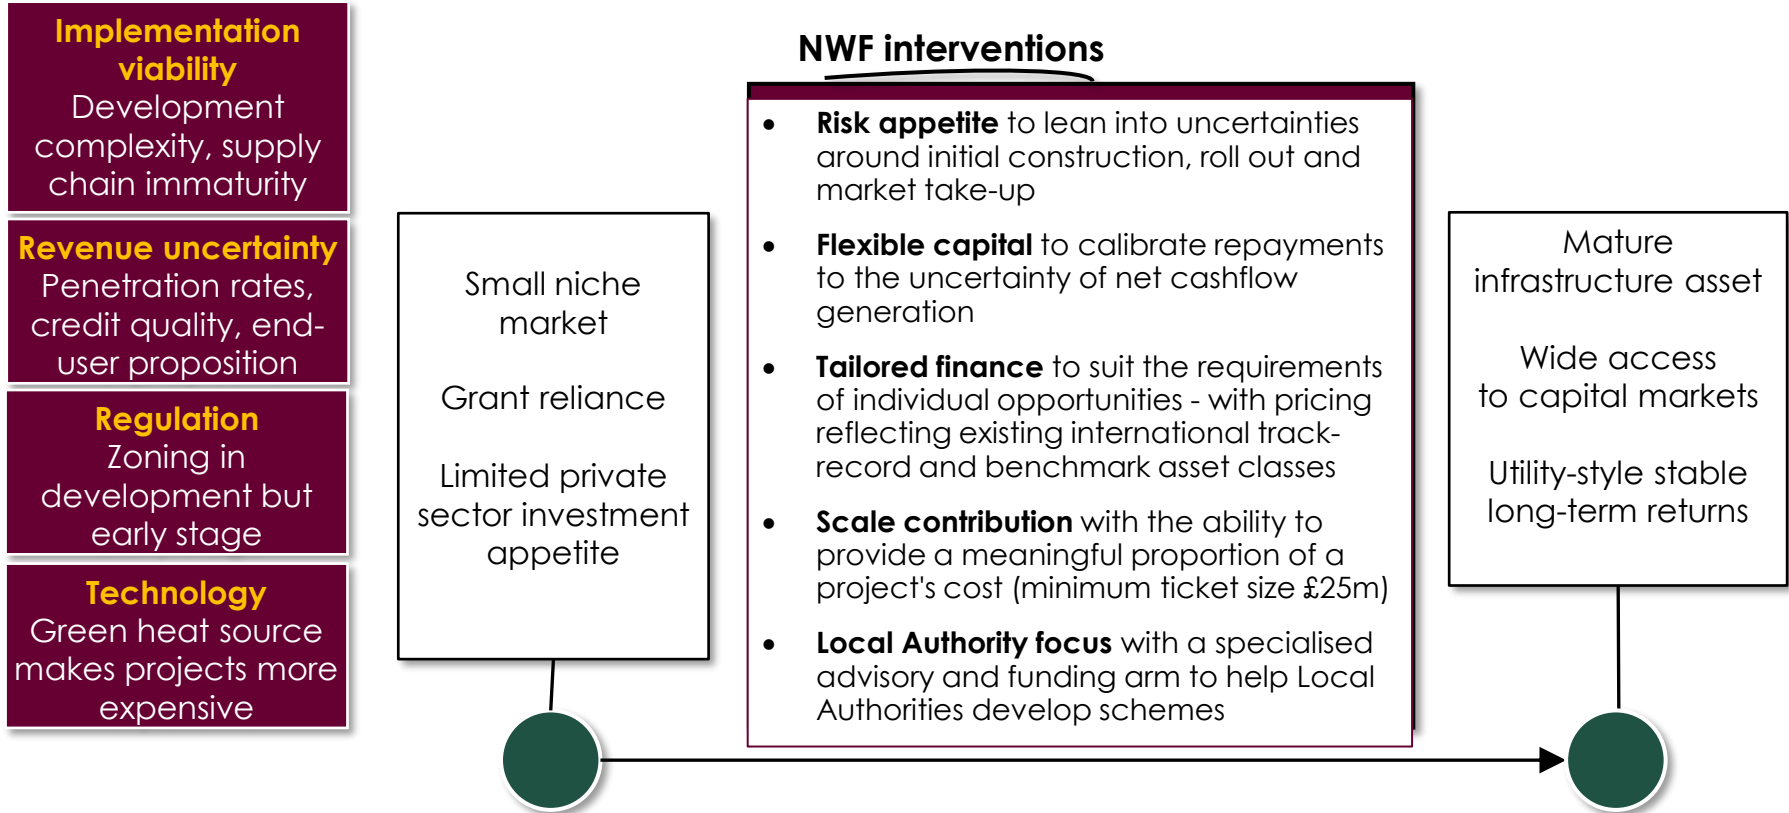 Implementation
viability
Development
complexity, supply
chain immaturity
Revenue uncertainty
Penetration rates,
credit quality, end-
user proposition
Regulation
Zoning in
development but
early stage
Technology
Green heat source
makes projects more
expensive
Small niche
market
Grant reliance
Limited private
sector investment
appetite
NWF interventions
• Risk appetite to lean into uncertainties
around initial construction, roll out and
market take-up
• Flexible capital to calibrate repayments
to the uncertainty of net cashflow
generation
• Tailored finance to suit the requirements
of individual opportunities - with pricing
reflecting existing international track-
record and benchmark asset classes
• Scale contribution with the ability to
provide a meaningful proportion of a
project's cost (minimum ticket size £25m)
• Local Authority focus with a specialised
advisory and funding arm to help Local
Authorities develop schemes
Mature
infrastructure asset
Wide access
to capital markets
Utility-style stable
long-term returns